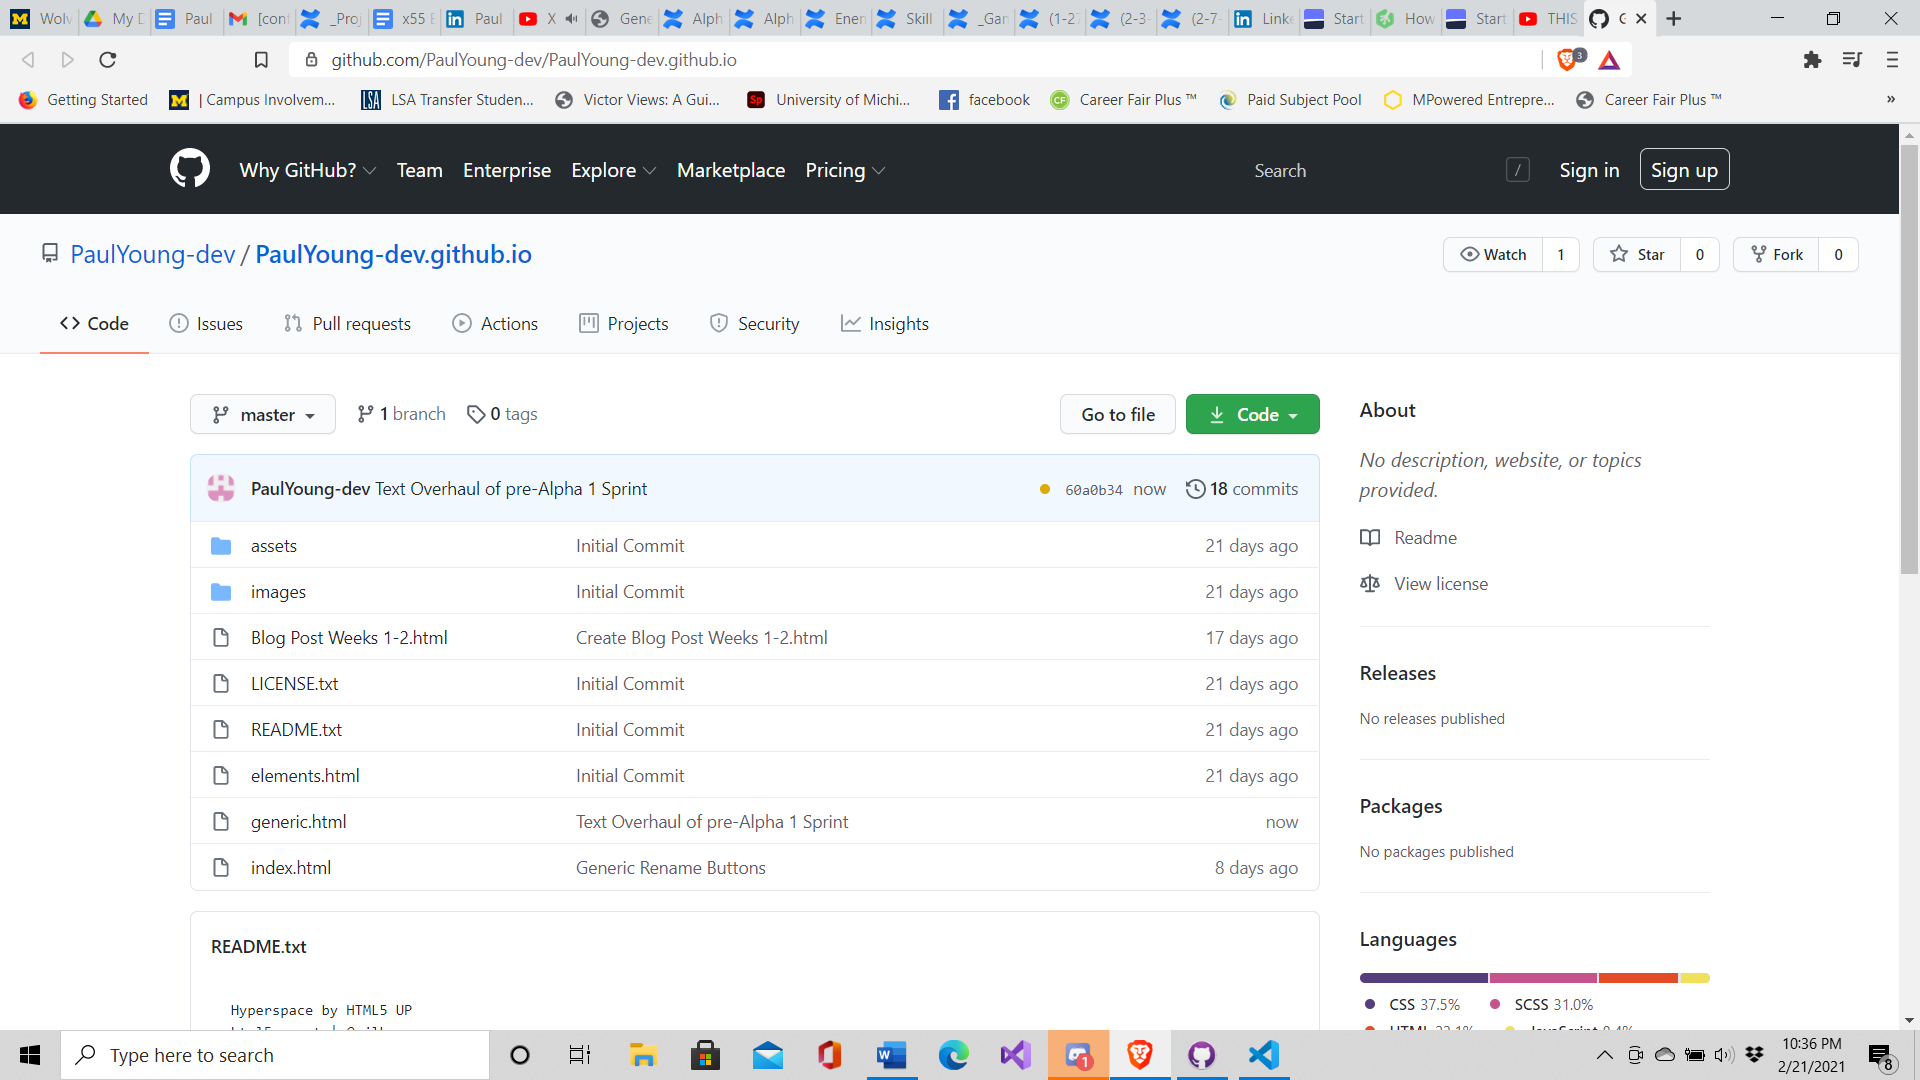 Wolv My D Paul [conf _Proj x55 E Paul X Gene Alph Alph Enem Skill _Gam (1-27 (2-3- (2-7- Linke Start How Start THIS G
github.com/PaulYoung-dev/PaulYoung-dev.github.io 3
Getting Started | Campus Involvem... LSA Transfer Studen... Victor Views: A Gui... University of Michi... facebook Career Fair Plus ™ Paid Subject Pool MPowered Entrepre... Career Fair Plus ™ »
Why GitHub? Team Enterprise Explore Marketplace Pricing Search / Sign in Sign up
PaulYoung-dev / PaulYoung-dev.github.io Watch 1 Star 0 Fork 0
Code Issues Pull requests Actions Projects Security Insights
master 1 branch 0 tags Go to file Code
About
No description, website, or topics
provided.
PaulYoung-dev Text Overhaul of pre-Alpha 1 Sprint 60a0b34 now 18 commits
assets Initial Commit 21 days ago
images Initial Commit 21 days ago
Blog Post Weeks 1-2.html Create Blog Post Weeks 1-2.html 17 days ago
LICENSE.txt Initial Commit 21 days ago
README.txt Initial Commit 21 days ago
elements.html Initial Commit 21 days ago
generic.html Text Overhaul of pre-Alpha 1 Sprint now
index.html Generic Rename Buttons 8 days ago
Readme
View license
Releases
No releases published
Packages
No packages published
Languages
CSS 37.5% SCSS 31.0%
README.txt
Hyperspace by HTML5 UP
Type here to search
1
10:36 PM
2/21/2021
8